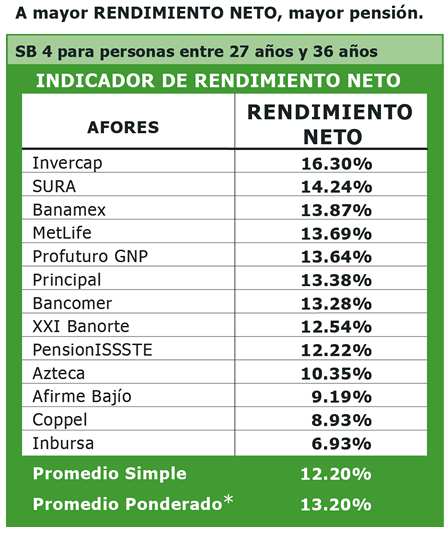 A mayor RENDIMIENTO NETO, mayor pensión.
SB 4 para personas entre 27 años y 36 años
INDICADOR DE RENDIMIENTO NETO
AFORES RENDIMIENTO NETO
Invercap 16.30%
SURA 14.24%
Banamex 13.87%
MetLife 13.69%
Profuturo GNP 13.64%
Principal 13.38%
Bancomer 13.28%
XXI Banorte 12.54%
PensionISSSTE 12.22%
Azteca 10.35%
Afirme Bajío 9.19%
Coppel 8.93%
Inbursa 6.93%
Promedio Simple 12.20%
Promedio Ponderado* 13.20%